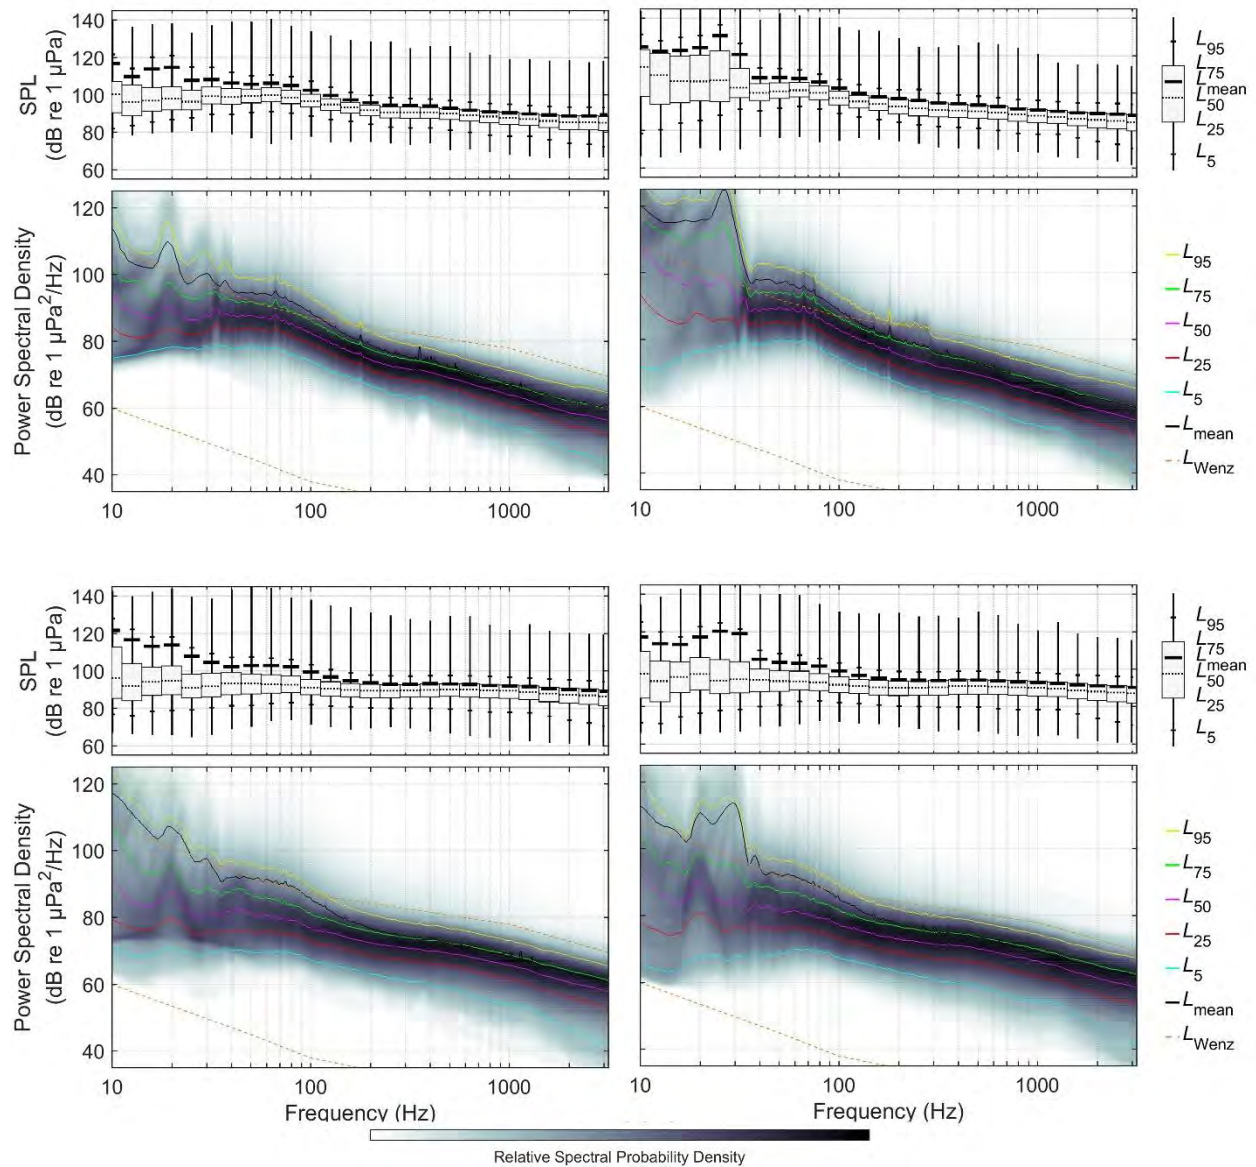 SPL
(dB re 1 µPa)
140
120
100
80
60
L95
L75
Lmean
L50
L25
L5
Power Spectral Density
(dB re 1 µPa²/Hz)
120
100
80
60
40
10
100
1000
10
100
1000
L95
L75
L50
L25
L5
Lmean
LWenz
SPL
(dB re 1 µPa)
140
120
100
80
60
L95
L75
Lmean
L50
L25
L5
Power Spectral Density
(dB re 1 µPa²/Hz)
120
100
80
60
40
10
100
1000
10
100
1000
Frequency (Hz)
Frequency (Hz)
L95
L75
L50
L25
L5
Lmean
LWenz
Relative Spectral Probability Density